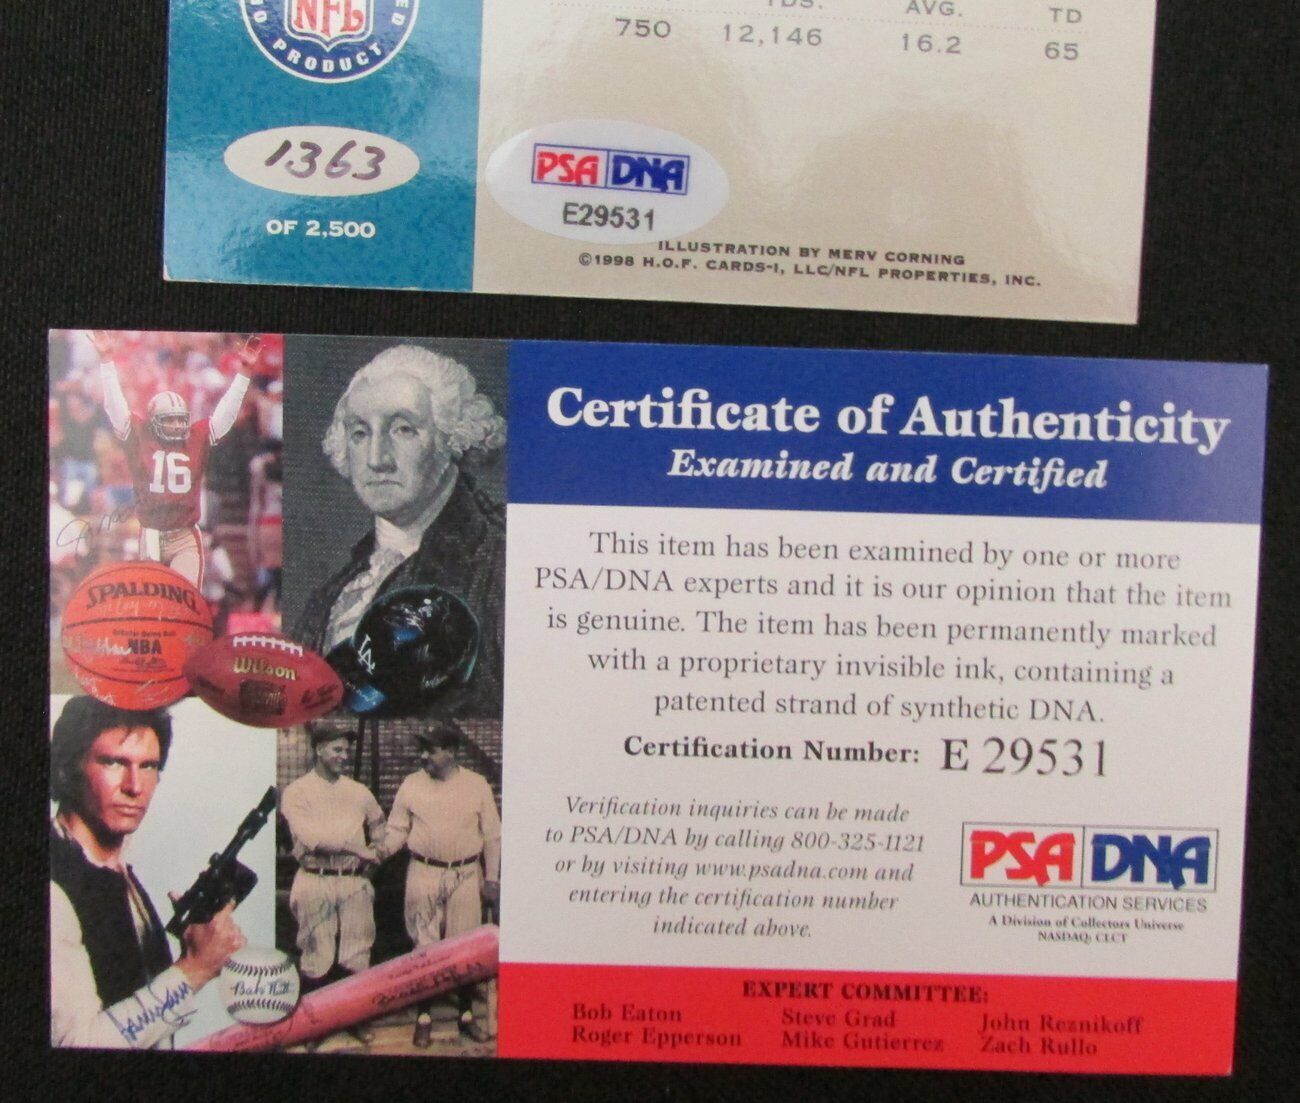 NFL
PRODUCT
AVG.
TD
750 12,146 16.2 65
1363
OF 2,500
PSA DNA
E29531
ILLUSTRATION BY MERV CORNING
©1998 H.O.F. CARDS-1, LLC/NFL PROPERTIES, INC.
16
SPALDING
NBA
Wilson
LA
Babe Ruth
Certificate of Authenticity
Examined and Certified
This item has been examined by one or more
PSA/DNA experts and it is our opinion that the item
is genuine. The item has been permanently marked
with a proprietary invisible ink, containing a
patented strand of synthetic DNA.
Certification Number: E 29531
Verification inquiries can be made
to PSA/DNA by calling 800-325-1121
or by visiting www.psadna.com and
entering the certification number
indicated above.
PSA DNA
AUTHENTICATION SERVICES
A Division of Collectors Universe
NASDAQ: CLCT
EXPERT COMMITTEE:
Bob Eaton Steve Grad John Reznikoff
Roger Epperson Mike Gutierrez Zach Rullo